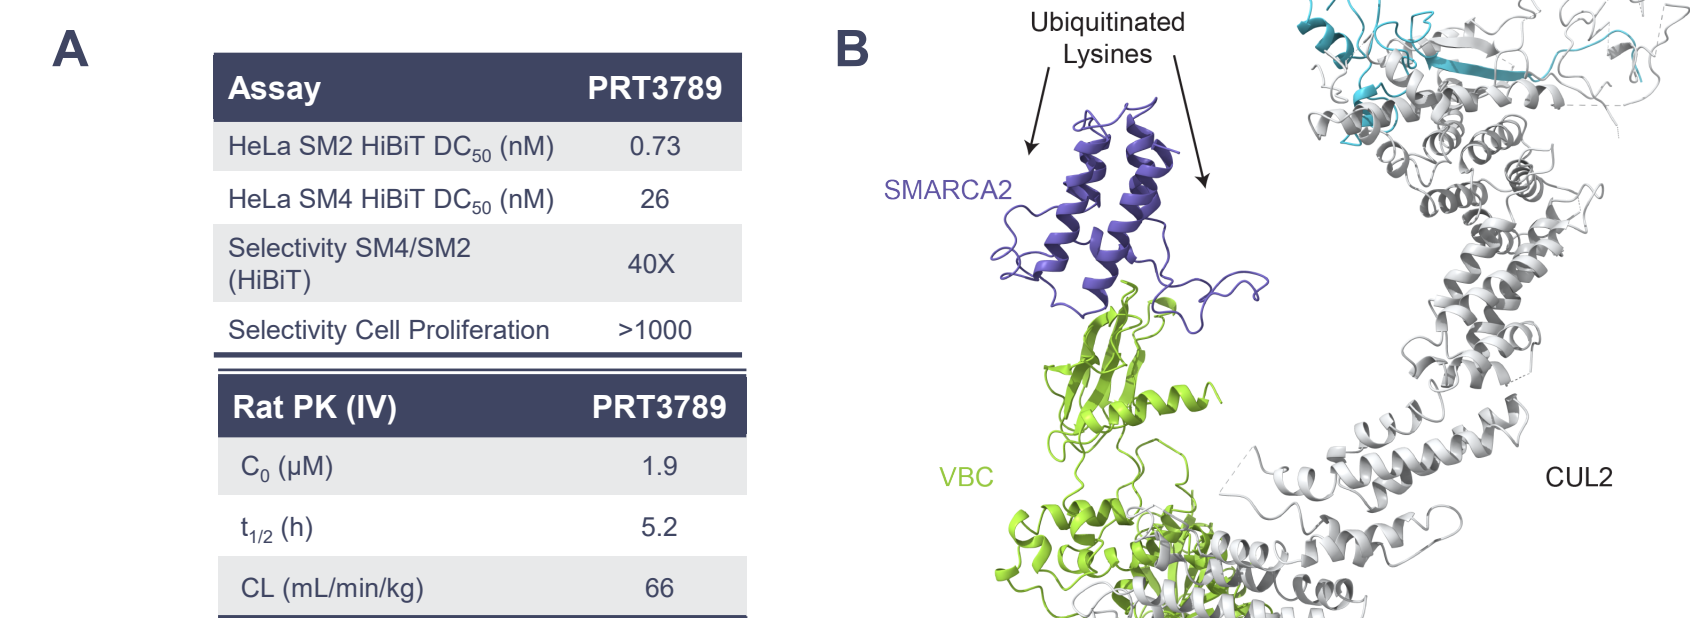 A
Assay PRT3789
HeLa SM2 HiBiT DC50 (nM) 0.73
HeLa SM4 HiBiT DC50 (nM) 26
Selectivity SM4/SM2
(HiBiT) 40X
Selectivity Cell Proliferation >1000
Rat PK (IV) PRT3789
C0 (μM) 1.9
t1/2 (h) 5.2
CL (mL/min/kg) 66
B
Ubiquitinated
Lysines
SMARCA2
VBC
CUL2